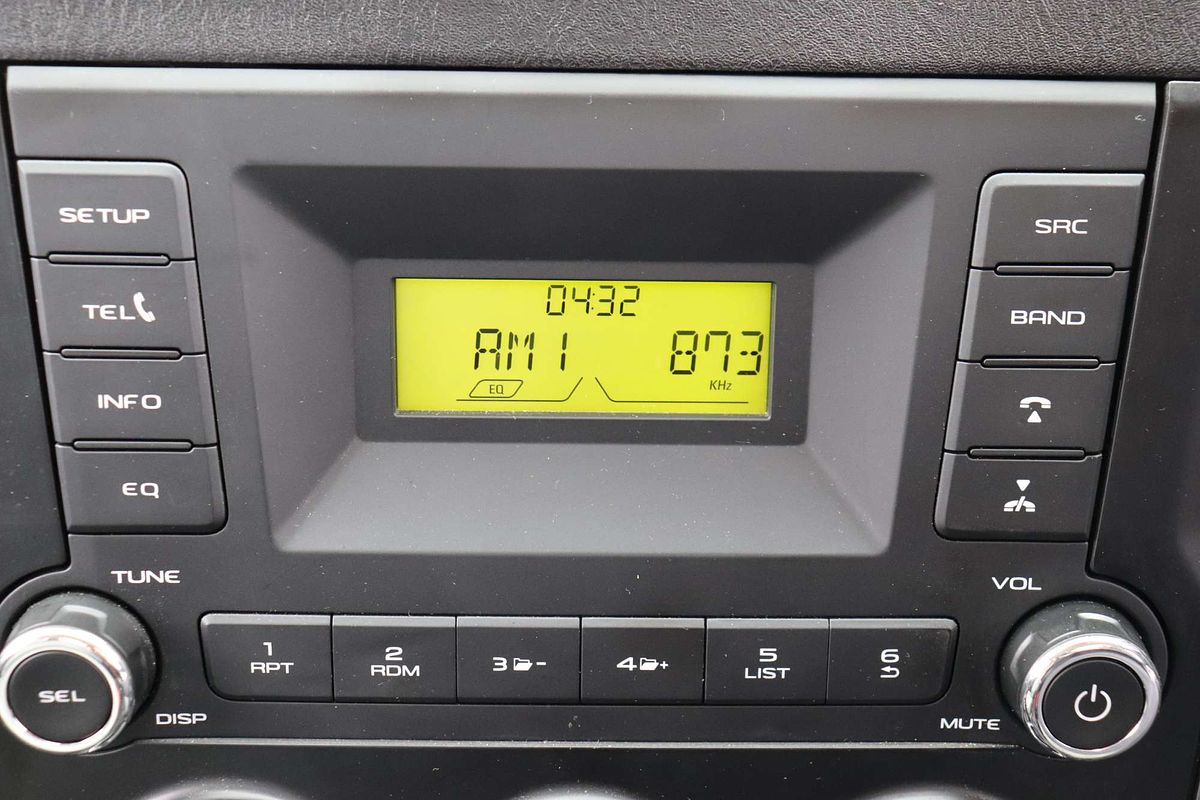 SETUP
TEL
INFO
EQ
04:32
AM1 873
EQ KHz
SRC
BAND
TUNE
SEL
DISP
1
RPT
2
RDM
3 -
4 +
5
LIST
6
VOL
MUTE